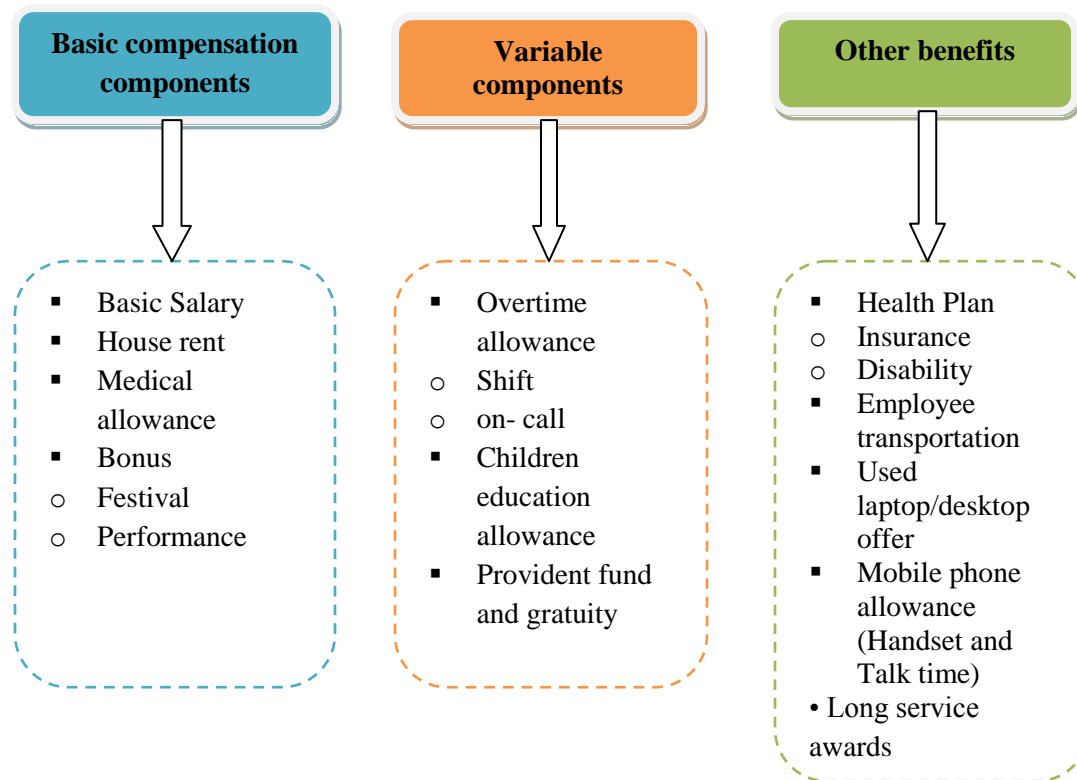 Basic compensation
components
▪ Basic Salary
▪ House rent
▪ Medical
allowance
▪ Bonus
o Festival
o Performance
Variable
components
▪ Overtime
allowance
o Shift
o on- call
▪ Children
education
allowance
▪ Provident fund
and gratuity
Other benefits
▪ Health Plan
o Insurance
o Disability
▪ Employee
transportation
▪ Used
laptop/desktop
offer
▪ Mobile phone
allowance
(Handset and
Talk time)
• Long service
awards